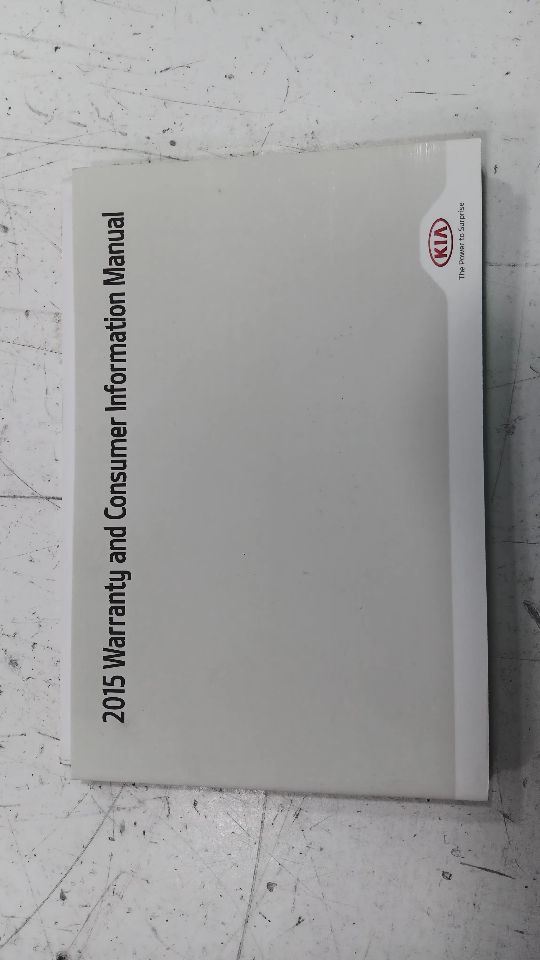 2015 Warranty and Consumer Information Manual
KIA
The Power to Surprise